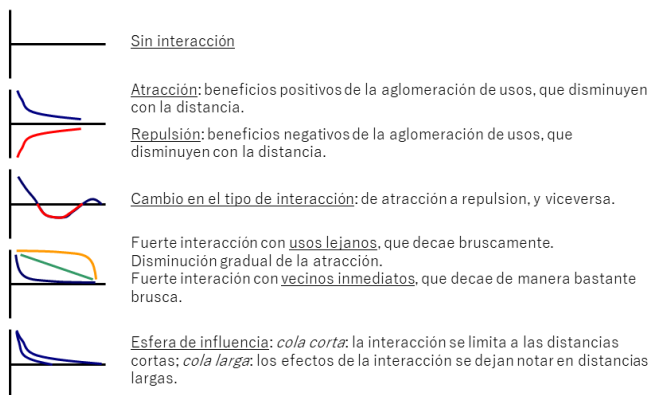 Sin interacción
Atracción: beneficios positivos de la aglomeración de usos, que disminuyen
con la distancia.
Repulsión: beneficios negativos de la aglomeración de usos, que
disminuyen con la distancia.
Cambio en el tipo de interacción: de atracción a repulsion, y viceversa.
Fuerte interacción con usos lejanos, que decae bruscamente.
Disminución gradual de la atracción.
Fuerte interación con vecinos inmediatos, que decae de manera bastante
brusca.
Esfera de influencia: cola corta: la interacción se limita a las distancias
cortas; cola larga: los efectos de la interacción se dejan notar en distancias
largas.